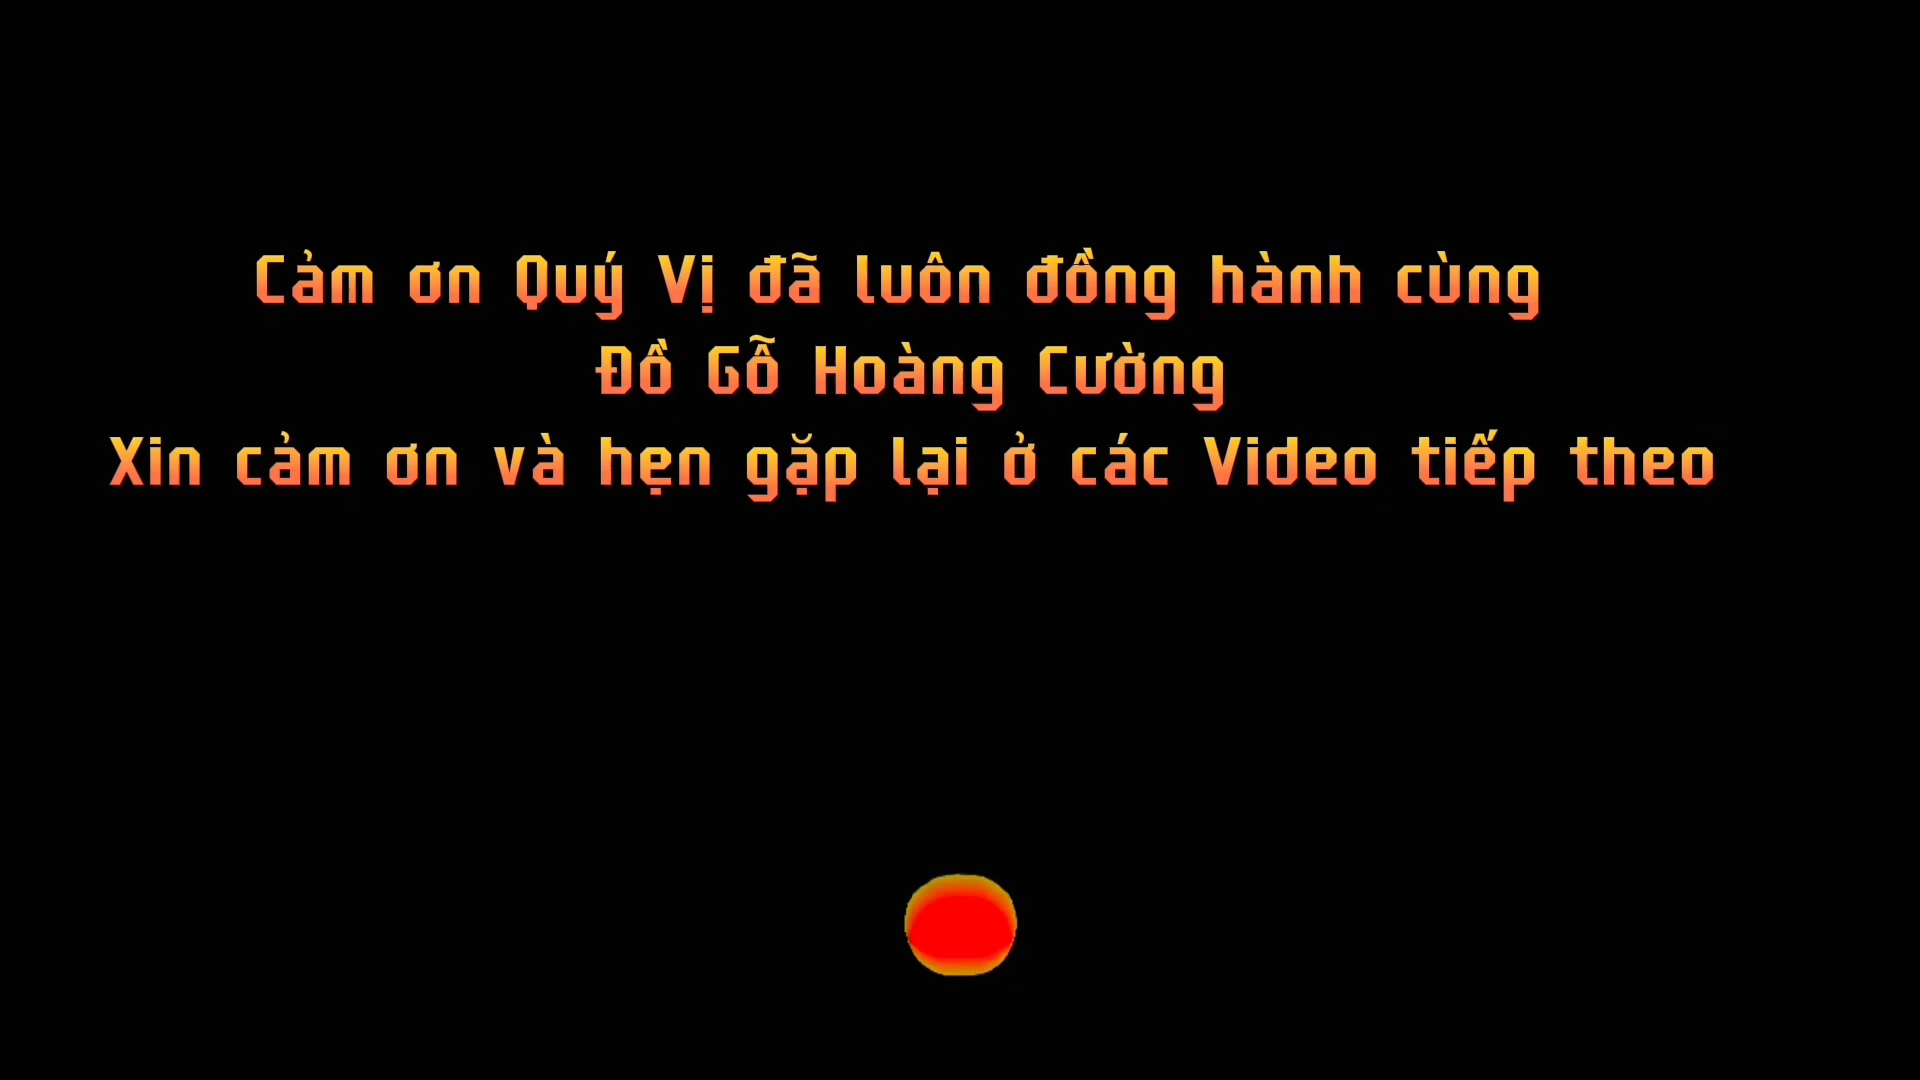 Cảm ơn Quý Vị đã luôn đồng hành cùng
Đồ Gỗ Hoàng Cường
Xin cảm ơn và hẹn gặp lại ở các Video tiếp theo